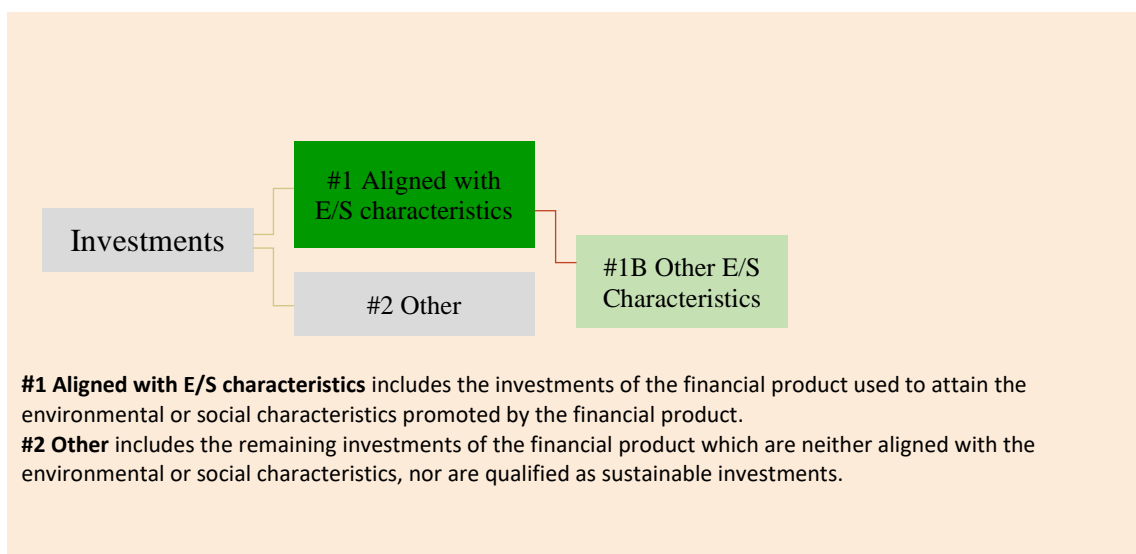 #1 Aligned with
E/S characteristics
Investments
#1B Other E/S
Characteristics
#2 Other
#1 Aligned with E/S characteristics includes the investments of the financial product used to attain the
environmental or social characteristics promoted by the financial product.
#2 Other includes the remaining investments of the financial product which are neither aligned with the
environmental or social characteristics, nor are qualified as sustainable investments.